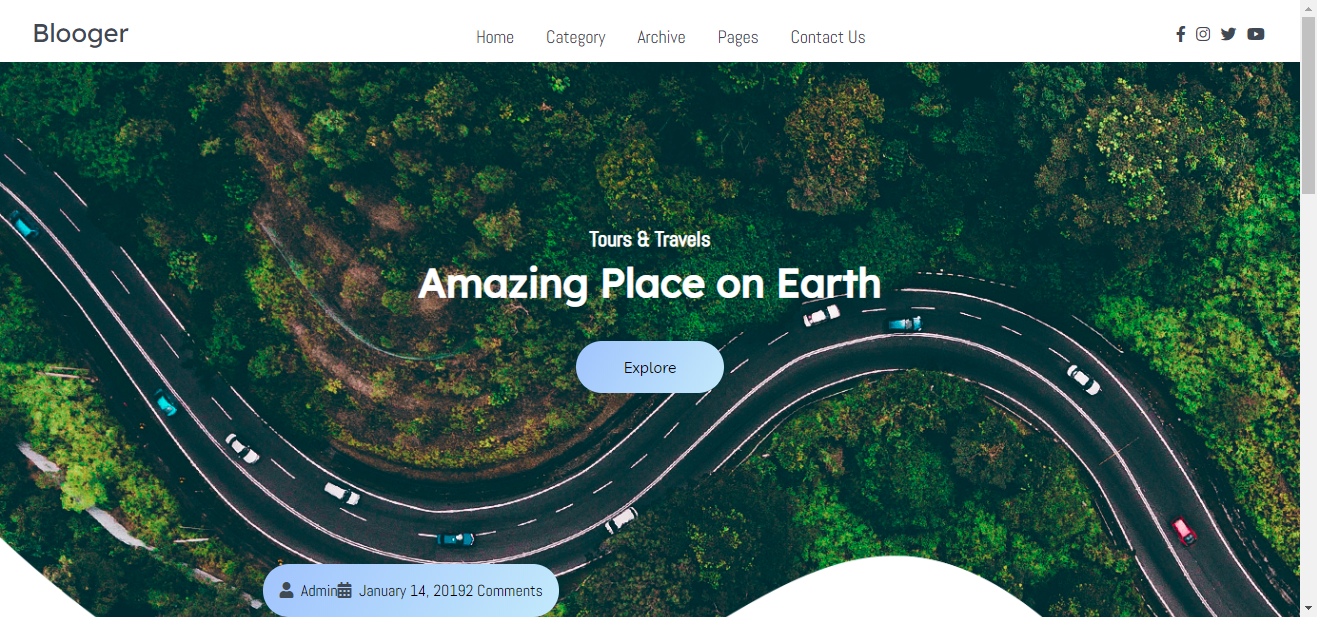 Blooger
Home Category Archive Pages Contact Us
Tours & Travels
Amazing Place on Earth
Explore
Admin January 14, 20192 Comments